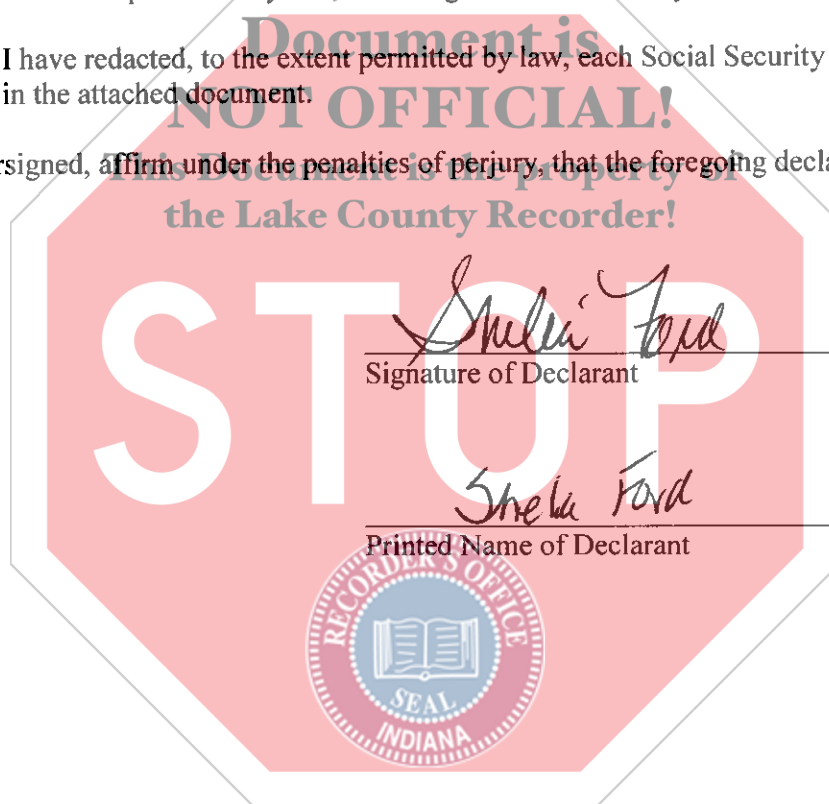 Document is
I have redacted, to the extent permitted by law, each Social Security
in the attached document.
NOT OFFICIAL!
rsigned, affirm under the penalties of perjury, that the foregoing decla
This Document is the property of
the Lake County Recorder!
STOP
Shelia Ford
Signature of Declarant
Shelia Ford
Printed Name of Declarant
RECORDER'S OFFICE
SEAL
INDIANA